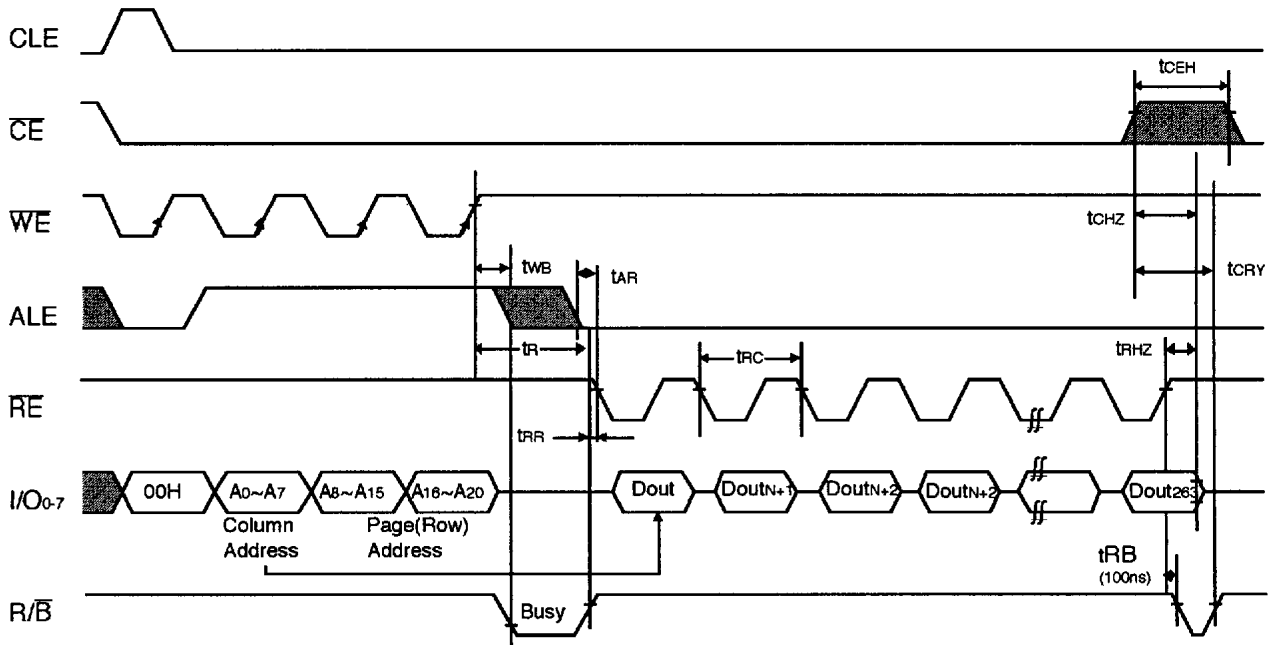 CLE
tCEH
CE
WE
tCHZ
tWB
tAR
tCRY
ALE
tR
tRC
tRHZ
RE
tRR
I/O0-7
00H
A0~A7
A8~A15
A16~A20
Dout
DoutN+1
DoutN+2
DoutN+2
Dout263
Column
Address
Page(Row)
Address
tRB
(100ns)
R/B
Busy